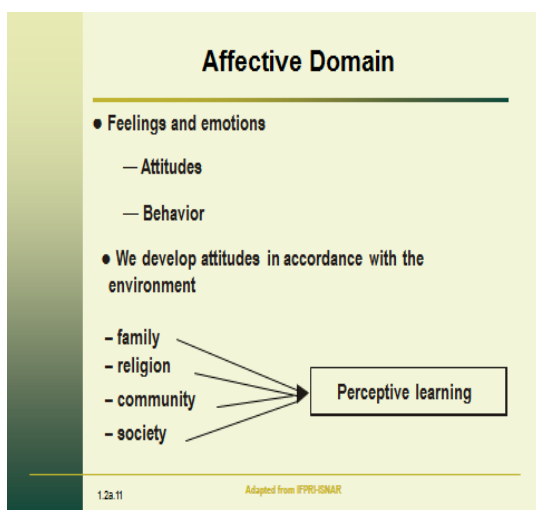 Affective Domain
● Feelings and emotions
— Attitudes
— Behavior
● We develop attitudes in accordance with the
environment
– family
– religion
– community
– society
Perceptive learning
1.2a.11
Adapted from IFPRI-ISNAR